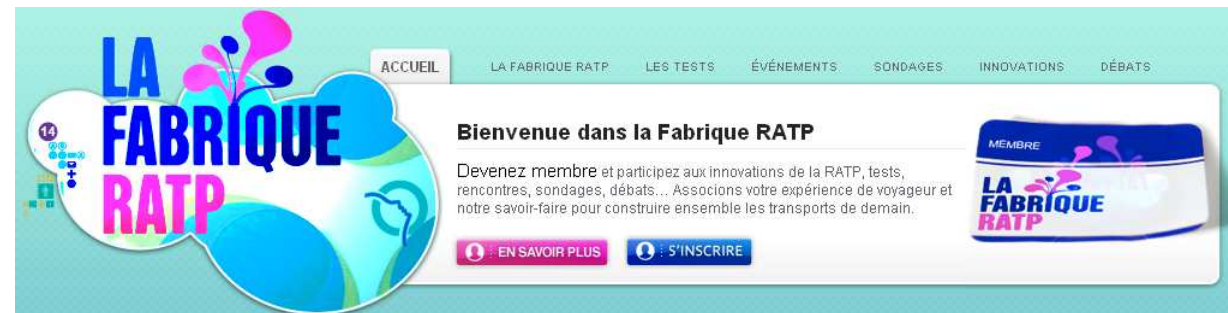 LA
FABRIQUE
RATP
14
ACCUEIL
LA FABRIQUE RATP
LES TESTS
ÉVÉNEMENTS
SONDAGES
INNOVATIONS
DÉBATS
Bienvenue dans la Fabrique RATP
Devenez membre et participez aux innovations de la RATP, tests,
rencontres, sondages, débats... Associons votre expérience de voyageur et
notre savoir-faire pour construire ensemble les transports de demain.
EN SAVOIR PLUS
S'INSCRIRE
MEMBRE
LA
FABRIQUE
RATP